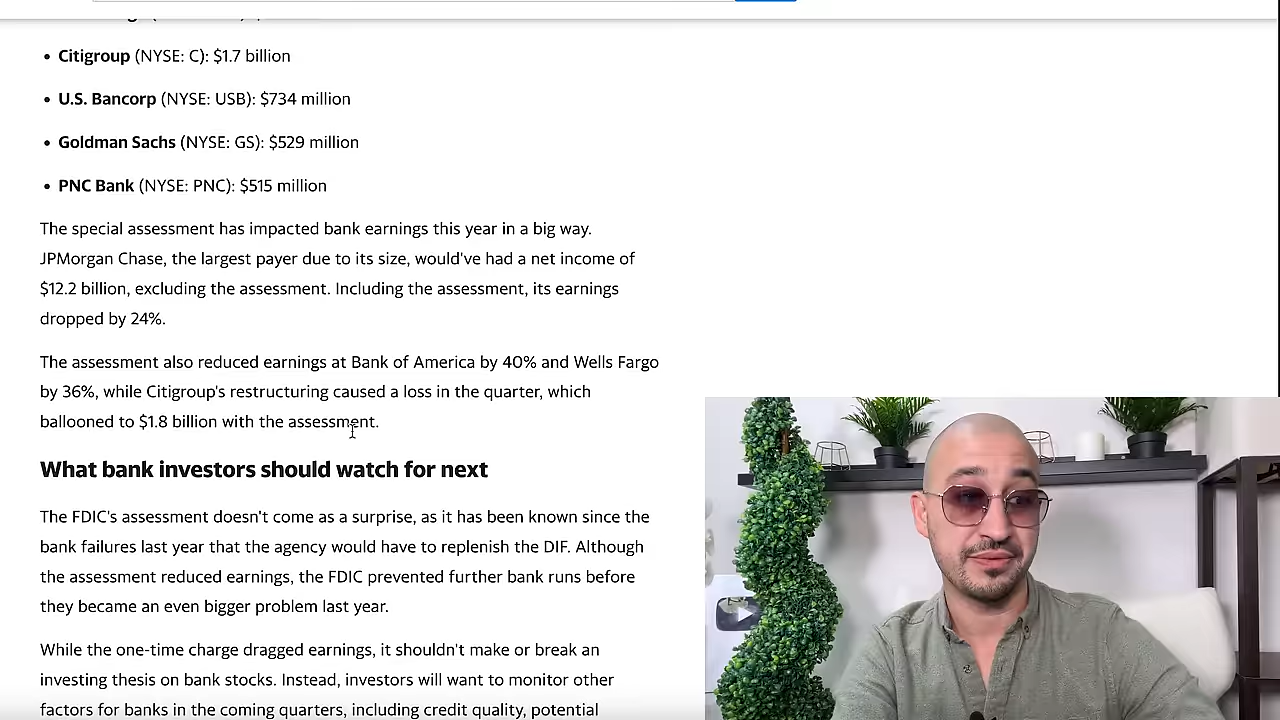 • Citigroup (NYSE: C): $1.7 billion
• U.S. Bancorp (NYSE: USB): $734 million
• Goldman Sachs (NYSE: GS): $529 million
• PNC Bank (NYSE: PNC): $515 million
The special assessment has impacted bank earnings this year in a big way.
JPMorgan Chase, the largest payer due to its size, would've had a net income of
$12.2 billion, excluding the assessment. Including the assessment, its earnings
dropped by 24%.
The assessment also reduced earnings at Bank of America by 40% and Wells Fargo
by 36%, while Citigroup's restructuring caused a loss in the quarter, which
ballooned to $1.8 billion with the assessment.
What bank investors should watch for next
The FDIC's assessment doesn't come as a surprise, as it has been known since the
bank failures last year that the agency would have to replenish the DIF. Although
the assessment reduced earnings, the FDIC prevented further bank runs before
they became an even bigger problem last year.
While the one-time charge dragged earnings, it shouldn't make or break an
investing thesis on bank stocks. Instead, investors will want to monitor other
factors for banks in the coming quarters, including credit quality, potential